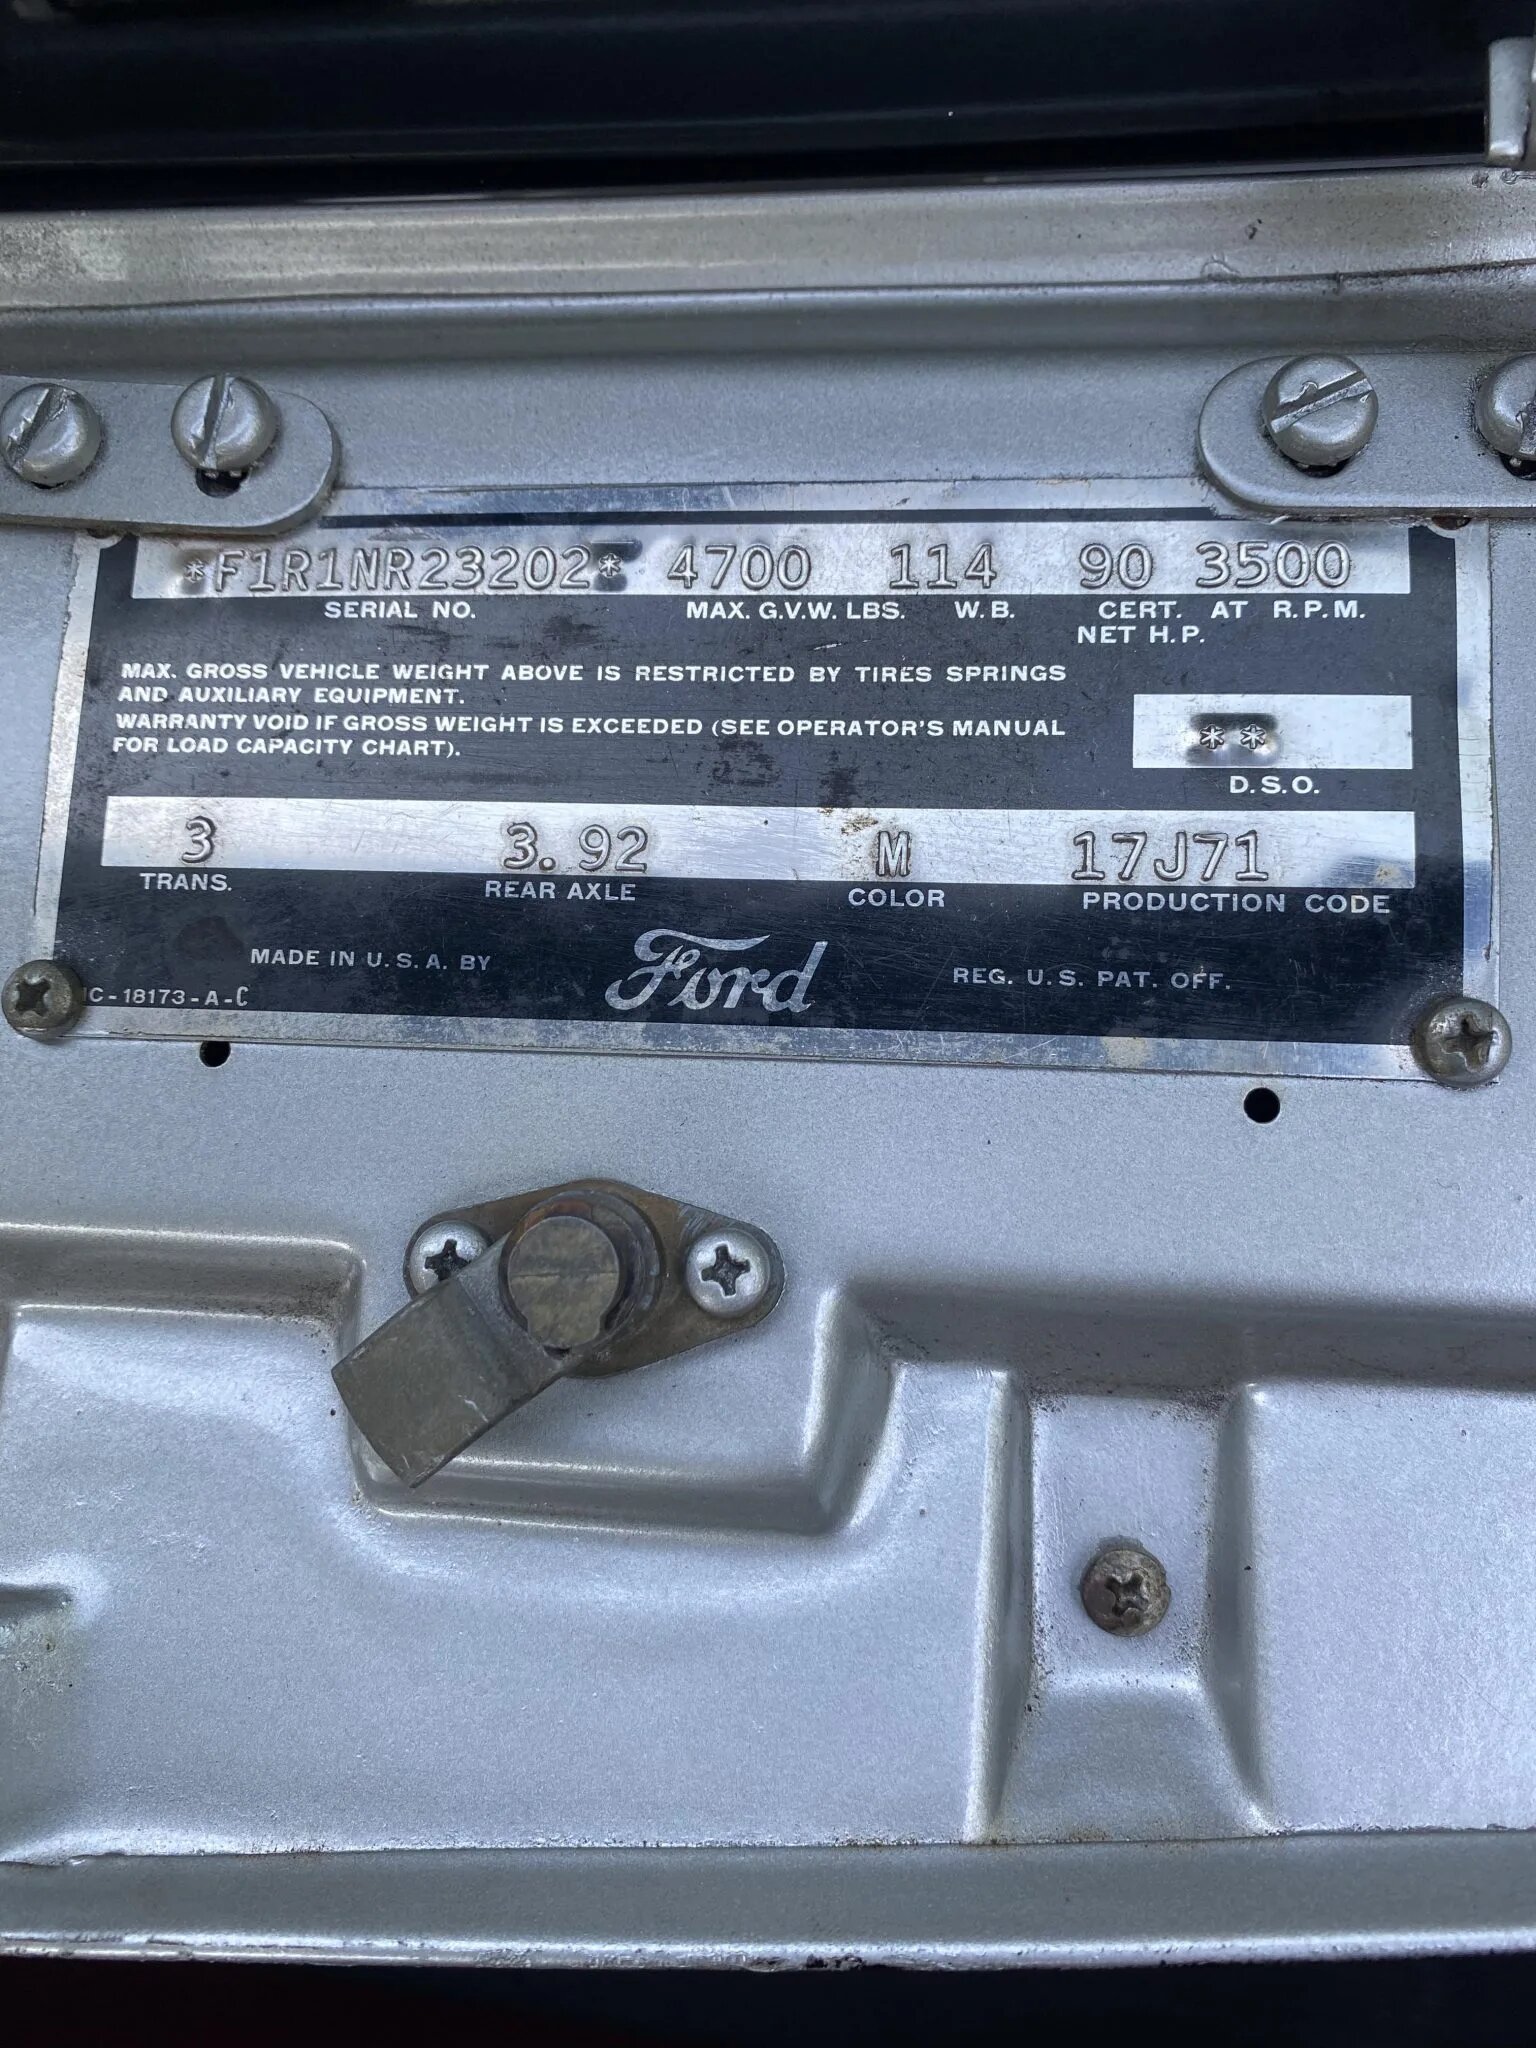 *F1R1NR23202* 4700 114 90 3500
SERIAL NO. MAX. G.V.W. LBS. W.B. CERT. AT R.P.M.
NET H.P.
MAX. GROSS VEHICLE WEIGHT ABOVE IS RESTRICTED BY TIRES SPRINGS
AND AUXILIARY EQUIPMENT.
WARRANTY VOID IF GROSS WEIGHT IS EXCEEDED (SEE OPERATOR'S MANUAL
FOR LOAD CAPACITY CHART).
**
D.S.O.
3 3.92 M 17J71
TRANS. REAR AXLE COLOR PRODUCTION CODE
MADE IN U.S.A. BY Ford REG. U.S. PAT. OFF.
C-18173-A-C